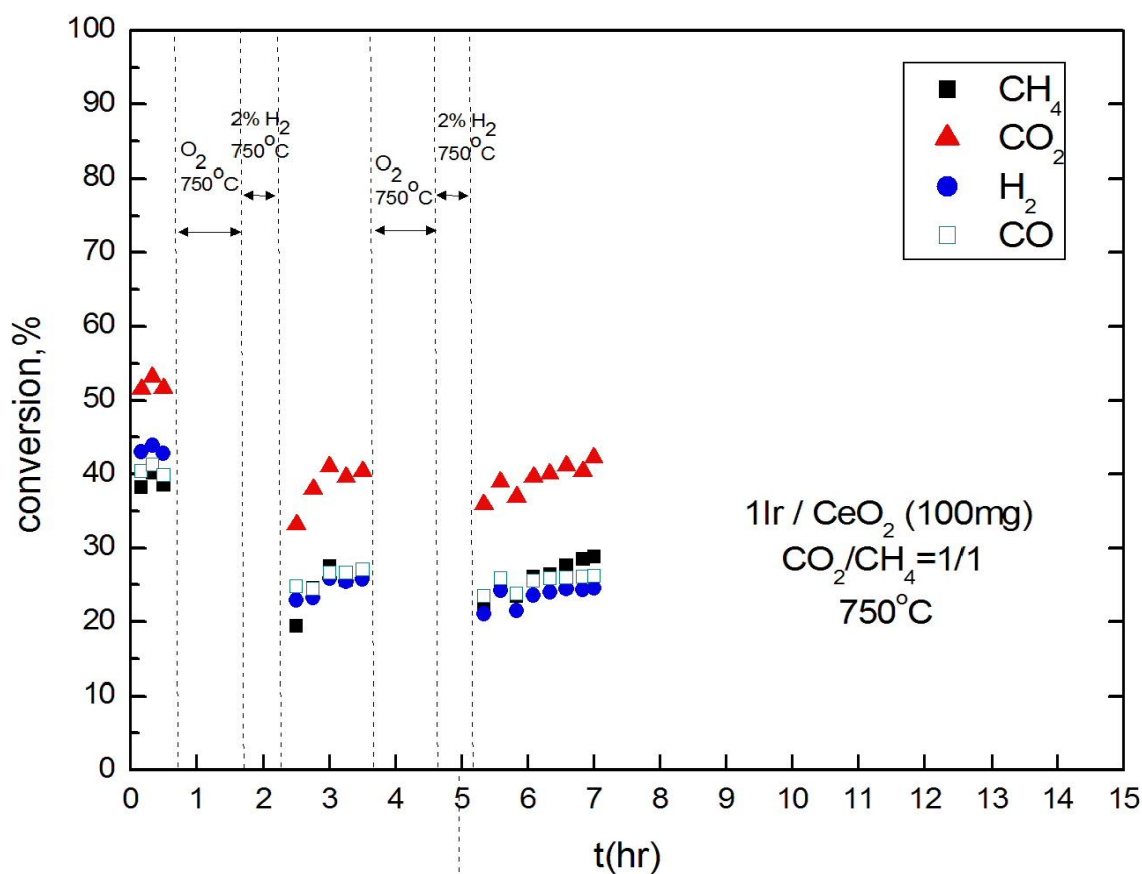 100
90
80
70
60
50
40
30
20
10
0
conversion,%
O₂
750°C
2% H₂
750°C
O₂
750°C
2% H₂
750°C
CH₄
CO₂
H₂
CO
1Ir / CeO₂ (100mg)
CO₂/CH₄=1/1
750°C
0 1 2 3 4 5 6 7 8 9 10 11 12 13 14 15
t(hr)